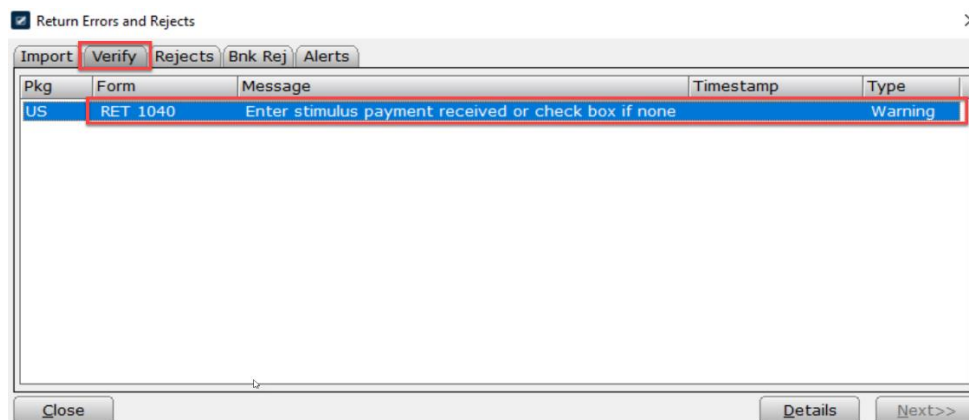 Return Errors and Rejects
Import Verify Rejects Bnk Rej Alerts
Pkg Form Message Timestamp Type
US RET 1040 Enter stimulus payment received or check box if none Warning
Close Details Next>>